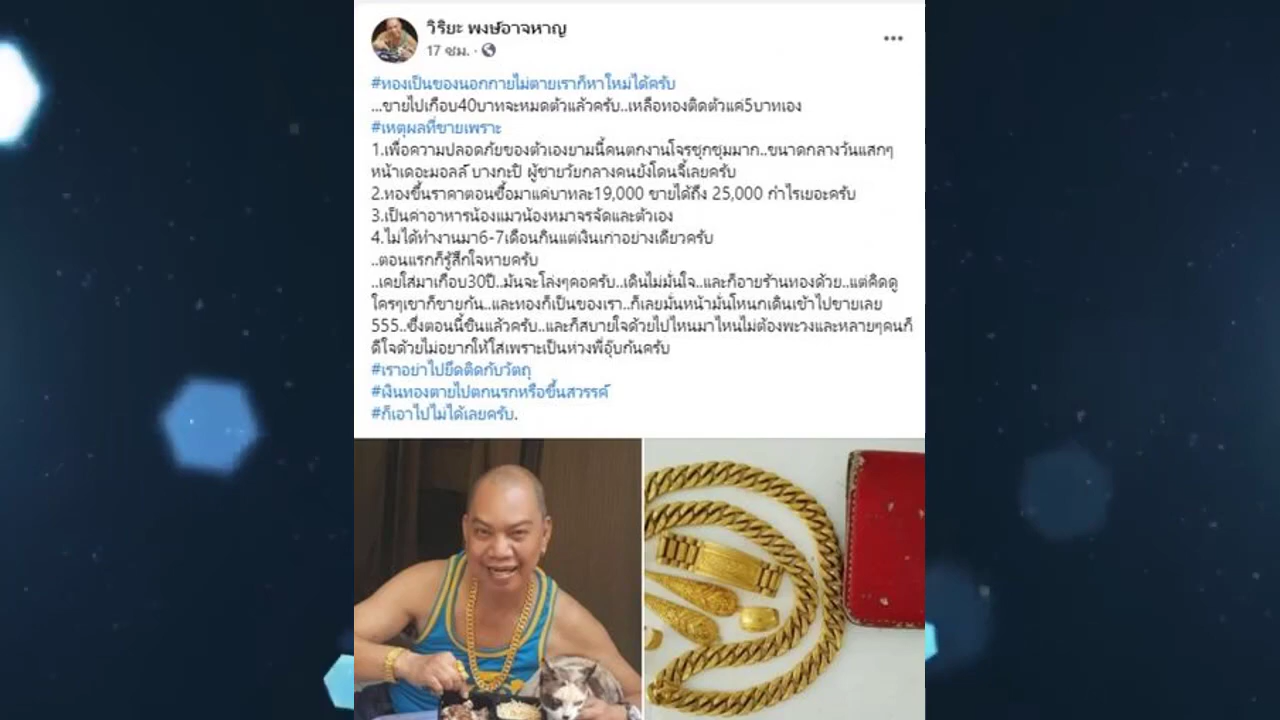 วิริยะ พงษ์อาจหาญ
17 ชม.
#ทองเป็นของนอกกายไม่ตายเราก็หาใหม่ได้ครับ
...ขายไปเกือบ40บาทจะหมดตัวแล้วครับ..เหลือทองติดตัวแค่5บาทเอง
#เหตุผลที่ขายเพราะ
1.เพื่อความปลอดภัยของตัวเองยามนี้คนตกงานโจรชุกชุมมาก..ขนาดกลางวันแสกๆ
หน้าเดอะมอลล์ บางกะปิ ผู้ชายวัยกลางคนยังโดนจี้เลยครับ
2.ทองขึ้นราคาตอนซื้อมาแค่บาทละ19,000 ขายได้ถึง 25,000 กำไรเยอะครับ
3.เป็นค่าอาหารน้องแมวน้องหมาจรจัดและตัวเอง
4.ไม่ได้ทำงานมา6-7เดือนกินแต่เงินเก่าอย่างเดียวครับ
..ตอนแรกก็รู้สึกใจหายครับ
..เคยใส่มาเกือบ30ปี..มันจะโล่งๆคอครับ..เดินไม่มั่นใจ..และก็อายร้านทองด้วย..แต่คิดดู
ใครๆเขาก็ขายกัน..และทองก็เป็นของเรา..ก็เลยมั่นหน้ามั่นโหนกเดินเข้าไปขายเลย
555..ซึ่งตอนนี้ชินแล้วครับ..และก็สบายใจด้วยไปไหนมาไหนไม่ต้องพะวงและหลายๆคนก็
ดีใจด้วยไม่อยากให้ใส่เพราะเป็นห่วงพี่อุ๊บกันครับ
#เราอย่าไปยึดติดกับวัตถุ
#เงินทองตายไปตกนรกหรือขึ้นสวรรค์
#ก็เอาไปไม่ได้เลยครับ.